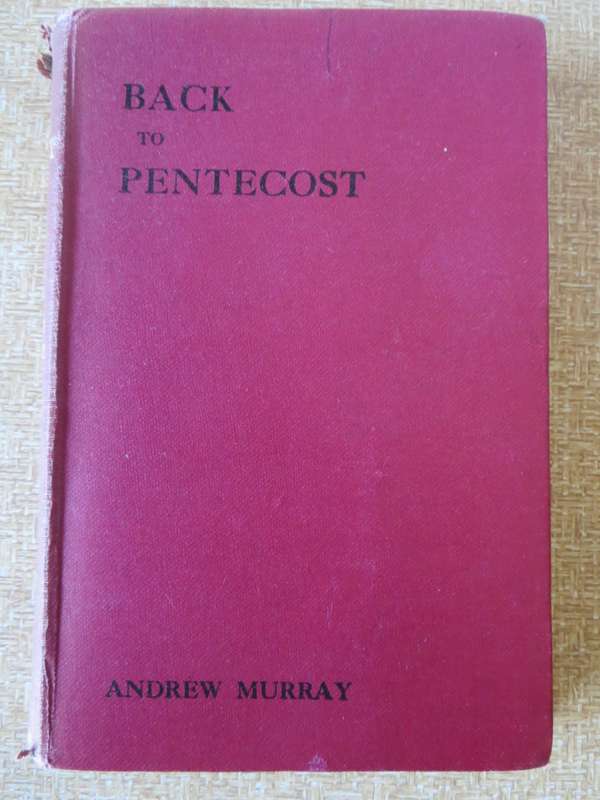 BACK
TO
PENTECOST
ANDREW MURRAY